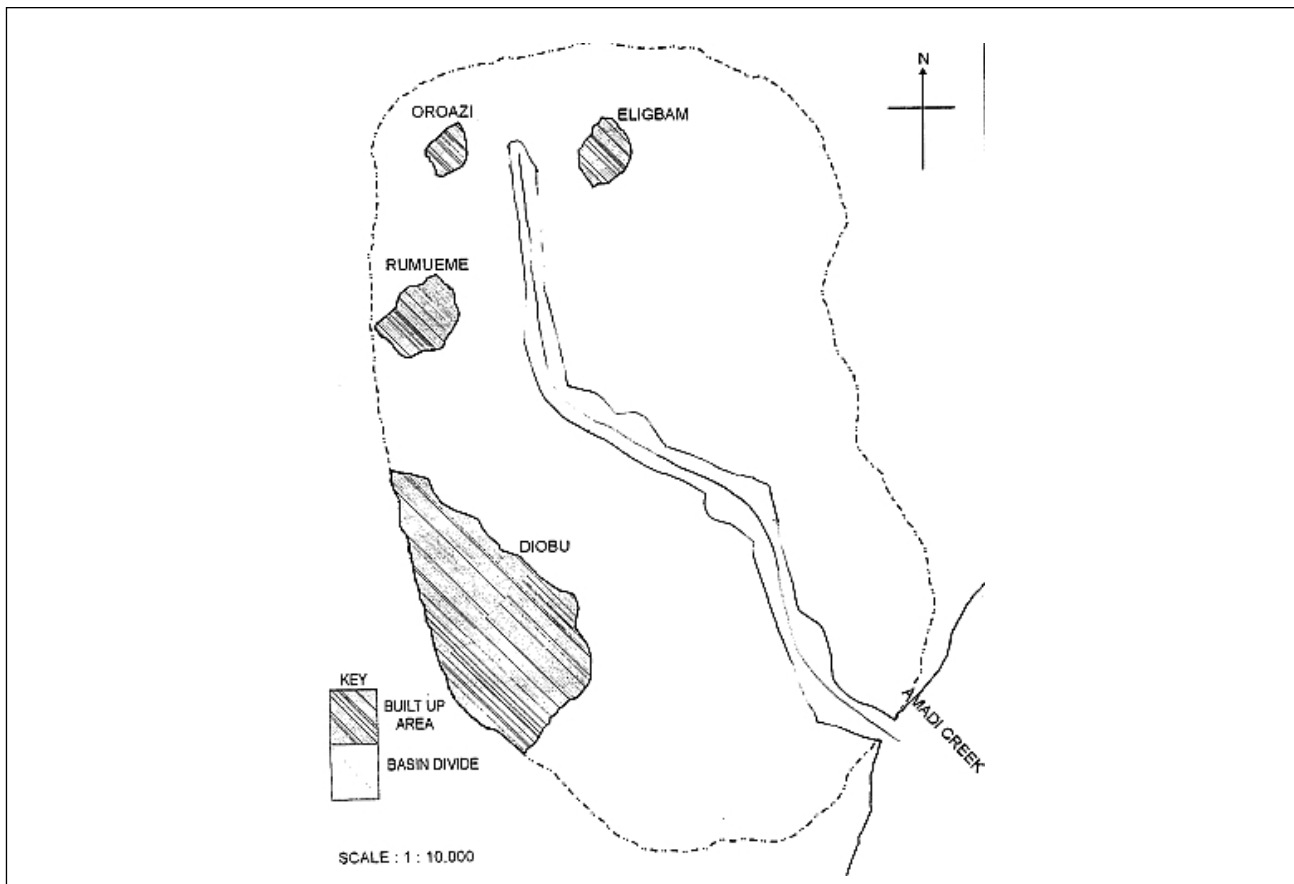 N
OROAZI
ELIGBAM
RUMUEME
DIOBU
KEY
BUILT UP
AREA
BASIN DIVIDE
AMADI CREEK
SCALE : 1 : 10.000